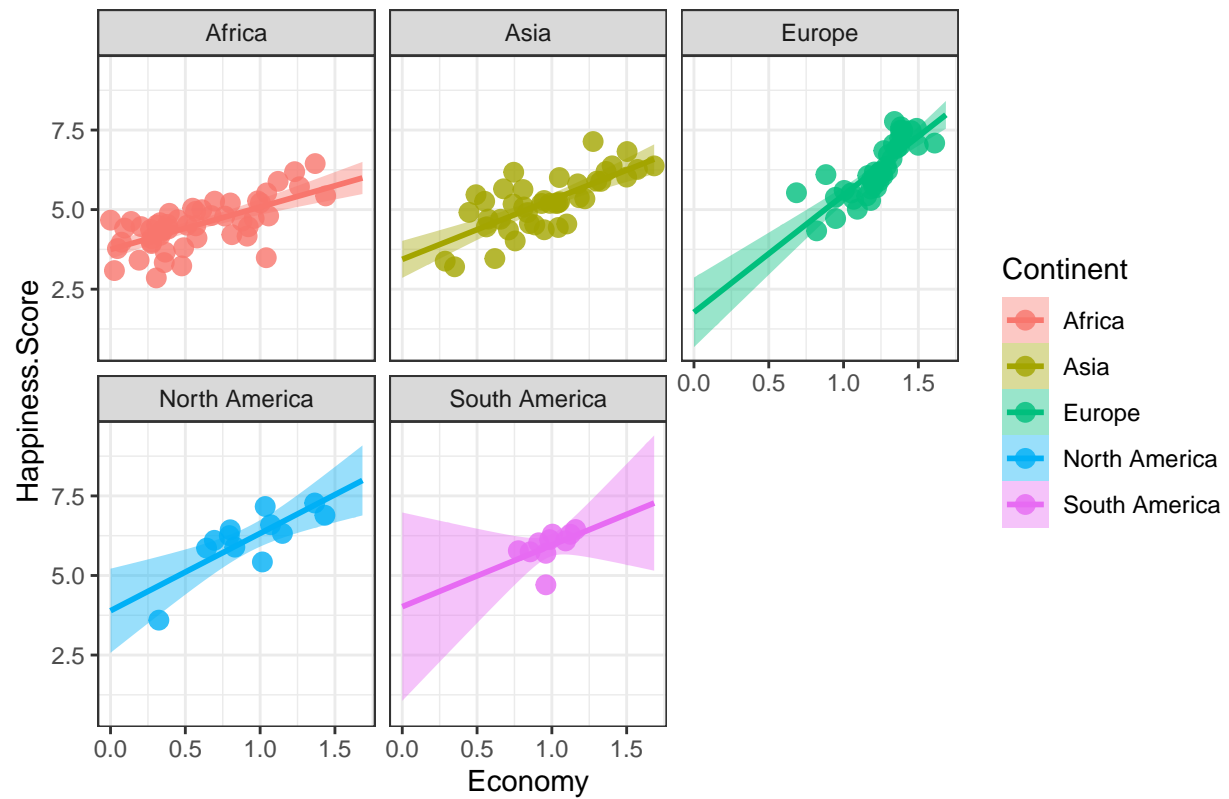 Africa
Asia
Europe
7.5
5.0
2.5
0.0 0.5 1.0 1.5
North America
South America
7.5
5.0
2.5
0.0 0.5 1.0 1.5
0.0 0.5 1.0 1.5
Happiness.Score
Economy
Continent
Africa
Asia
Europe
North America
South America